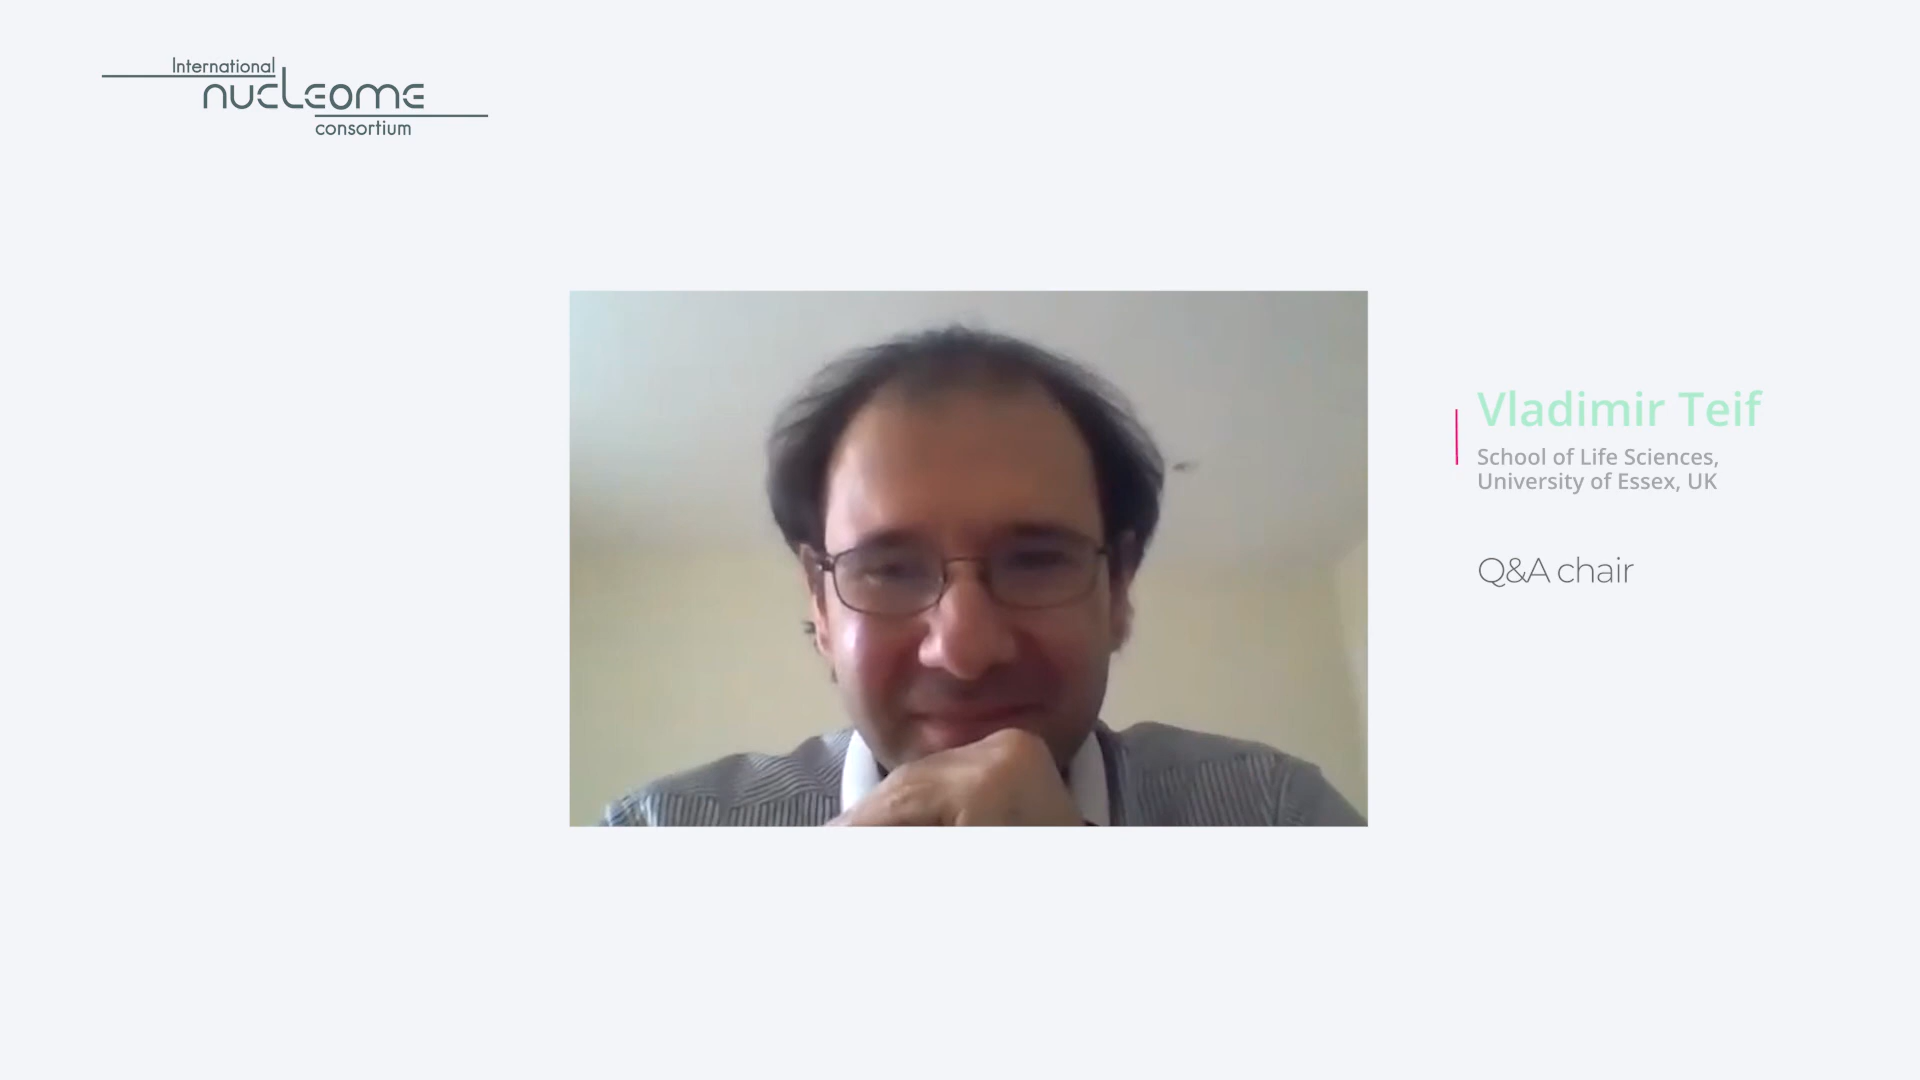 International
nucleome
consortium
Vladimir Teif
School of Life Sciences,
University of Essex, UK
Q&A chair